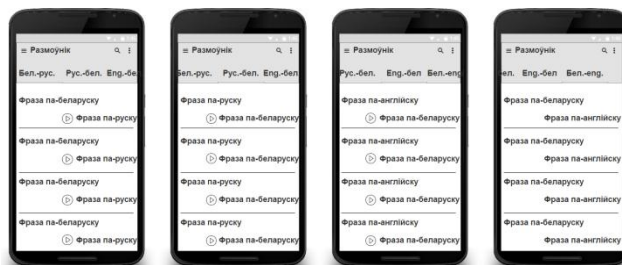 ≡ Размоўнік
Бел.-рус. Рус.-бел. Eng.-бел
Фраза па-беларуску
Фраза па-руску
Фраза па-беларуску
Фраза па-руску
Фраза па-беларуску
Фраза па-руску
Фраза па-беларуску
Фраза па-руску
≡ Размоўнік
Бел.-рус. Рус.-бел. Eng.-бел
Фраза па-руску
Фраза па-беларуску
Фраза па-руску
Фраза па-беларуску
Фраза па-руску
Фраза па-беларуску
Фраза па-руску
Фраза па-беларуску
≡ Размоўнік
Рус.-бел. Eng.-бел Бел.-eng
Фраза па-англійску
Фраза па-беларуску
Фраза па-англійску
Фраза па-беларуску
Фраза па-англійску
Фраза па-беларуску
Фраза па-англійску
Фраза па-беларуску
≡ Размоўнік
ел. Eng.-бел Бел.-eng.
Фраза па-беларуску
Фраза па-англійску
Фраза па-беларуску
Фраза па-англійску
Фраза па-беларуску
Фраза па-англійску
Фраза па-беларуску
Фраза па-англійску